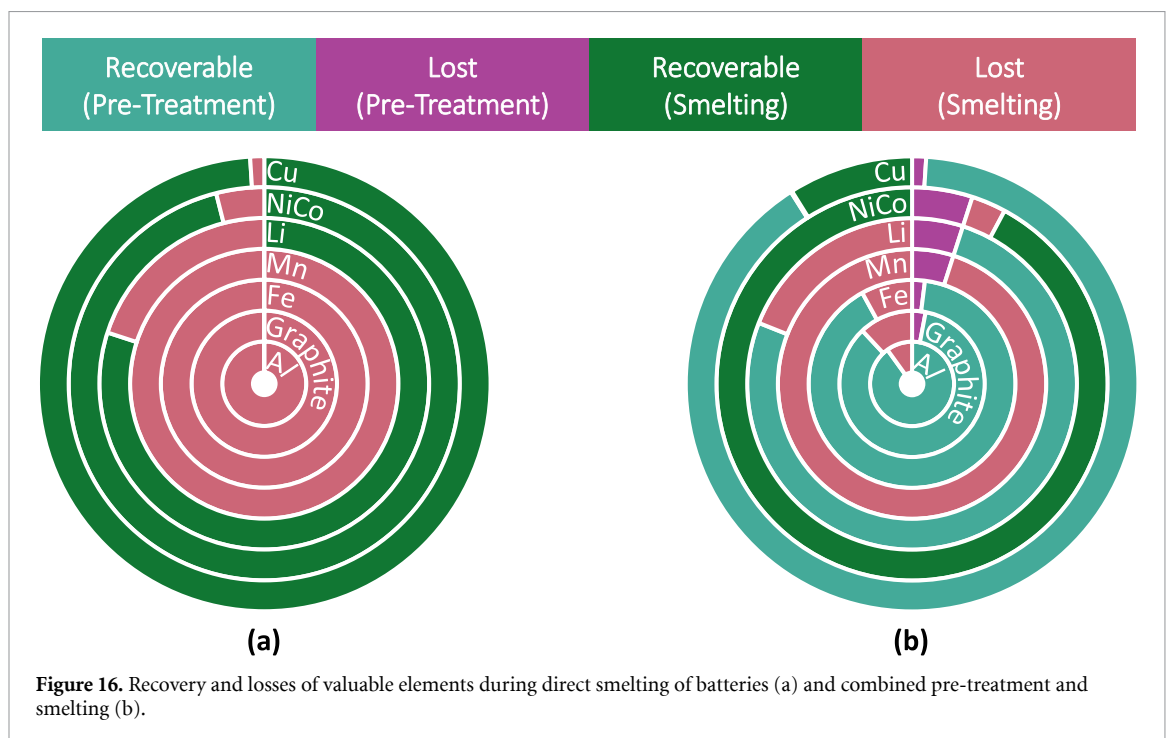 Recoverable
(Pre-Treatment)
Lost
(Pre-Treatment)
Recoverable
(Smelting)
Lost
(Smelting)
Cu
NiCo
Li
Mn
Fe
Graphite
Al
(a)
Cu
NiCo
Li
Mn
Fe
Graphite
Al
(b)
Figure 16. Recovery and losses of valuable elements during direct smelting of batteries (a) and combined pre-treatment and
smelting (b).